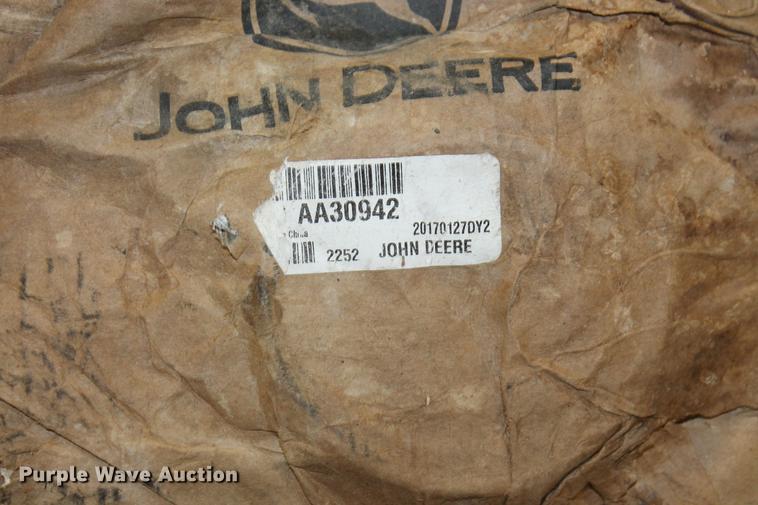 JOHN DEERE
AA30942
China 20170127DY2
2252 JOHN DEERE
Purple Wave Auction